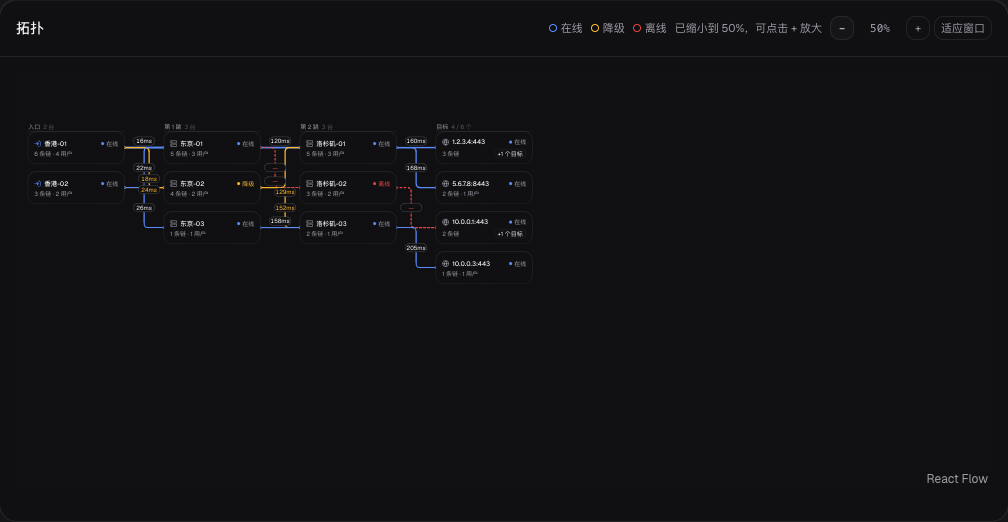 拓扑
在线 降级 离线 已缩小到 50%，可点击 + 放大 − 50% + 适应窗口
入口 2 台
第 1 跳 3 台
第 2 跳 3 台
目标 4 / 6 个
香港-01 在线
6 条链 · 4 用户
香港-02 在线
3 条链 · 2 用户
16ms
22ms
18ms
24ms
26ms
东京-01 在线
5 条链 · 3 用户
东京-02 降级
4 条链 · 2 用户
东京-03 在线
1 条链 · 1 用户
120ms
—
—
129ms
152ms
158ms
洛杉矶-01 在线
5 条链 · 3 用户
洛杉矶-02 离线
3 条链 · 2 用户
洛杉矶-03 在线
2 条链 · 1 用户
160ms
168ms
—
205ms
1.2.3.4:443 在线
3 条链 +1 个目标
5.6.7.8:8443 在线
2 条链 · 1 用户
10.0.0.1:443 在线
2 条链 +1 个目标
10.0.0.3:443 在线
1 条链 · 1 用户
React Flow